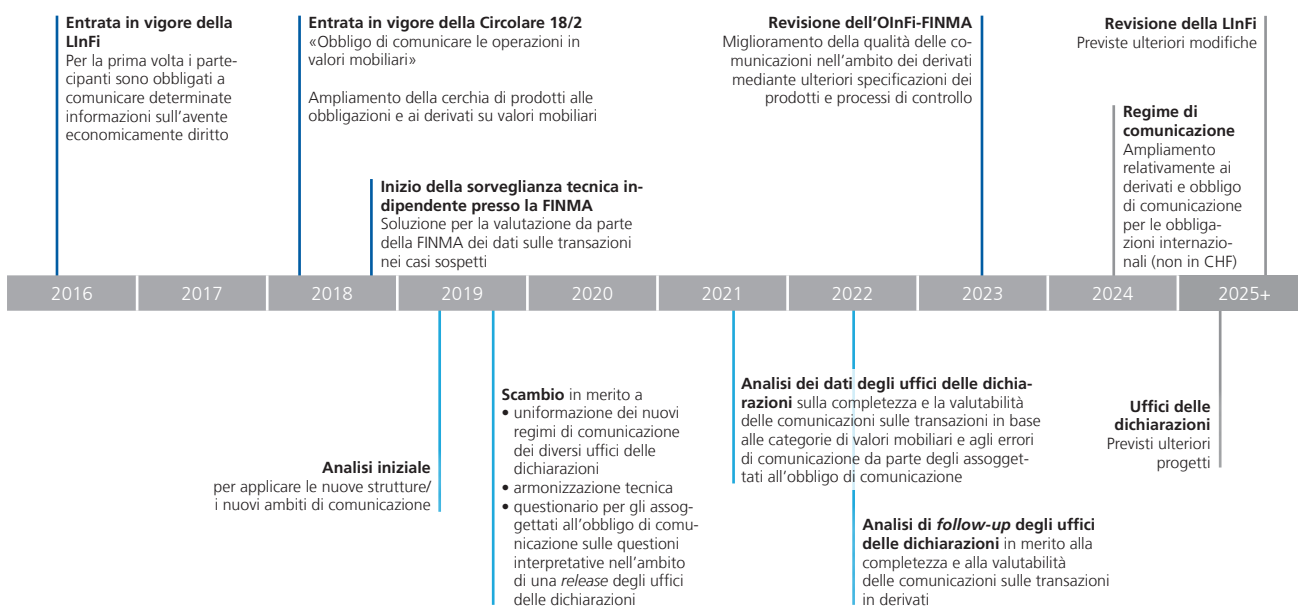 Entrata in vigore della
LInFi
Per la prima volta i parte-
cipanti sono obbligati a
comunicare determinate
informazioni sull'avente
economicamente diritto
Entrata in vigore della Circolare 18/2
«Obbligo di comunicare le operazioni in
valori mobiliari»
Ampliamento della cerchia di prodotti alle
obbligazioni e ai derivati su valori mobiliari
Inizio della sorveglianza tecnica in-
dipendente presso la FINMA
Soluzione per la valutazione da parte
della FINMA dei dati sulle transazioni
nei casi sospetti
Revisione dell'OInFi-FINMA
Miglioramento della qualità delle co-
municazioni nell'ambito dei derivati
mediante ulteriori specificazioni dei
prodotti e processi di controllo
Revisione della LInFi
Previste ulteriori modifiche
Regime di
comunicazione
Ampliamento
relativamente ai
derivati e obbligo
di comunicazione
per le obbliga-
zioni internazio-
nali (non in CHF)
2016 2017 2018 2019 2020 2021 2022 2023 2024 2025+
Analisi iniziale
per applicare le nuove strutture/
i nuovi ambiti di comunicazione
Scambio in merito a
• uniformazione dei nuovi
regimi di comunicazione
dei diversi uffici delle
dichiarazioni
• armonizzazione tecnica
• questionario per gli assog-
gettati all'obbligo di comu-
nicazione sulle questioni
interpretative nell'ambito
di una release degli uffici
delle dichiarazioni
Analisi dei dati degli uffici delle dichia-
razioni sulla completezza e la valutabilità
delle comunicazioni sulle transazioni in base
alle categorie di valori mobiliari e agli errori
di comunicazione da parte degli assogget-
tati all'obbligo di comunicazione
Analisi di follow-up degli uffici
delle dichiarazioni in merito alla
completezza e alla valutabilità
delle comunicazioni sulle transazioni
in derivati
Uffici delle
dichiarazioni
Previsti ulteriori
progetti